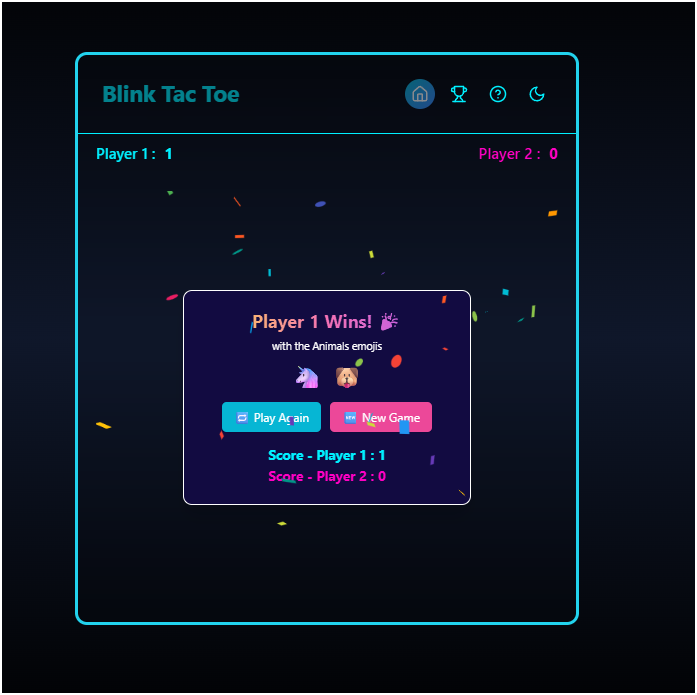 Blink Tac Toe
Player 1 : 1
Player 2 : 0
Player 1 Wins! 🎉
with the Animals emojis
🦄 🐶
🔁 Play Again
🆕 New Game
Score - Player 1 : 1
Score - Player 2 : 0